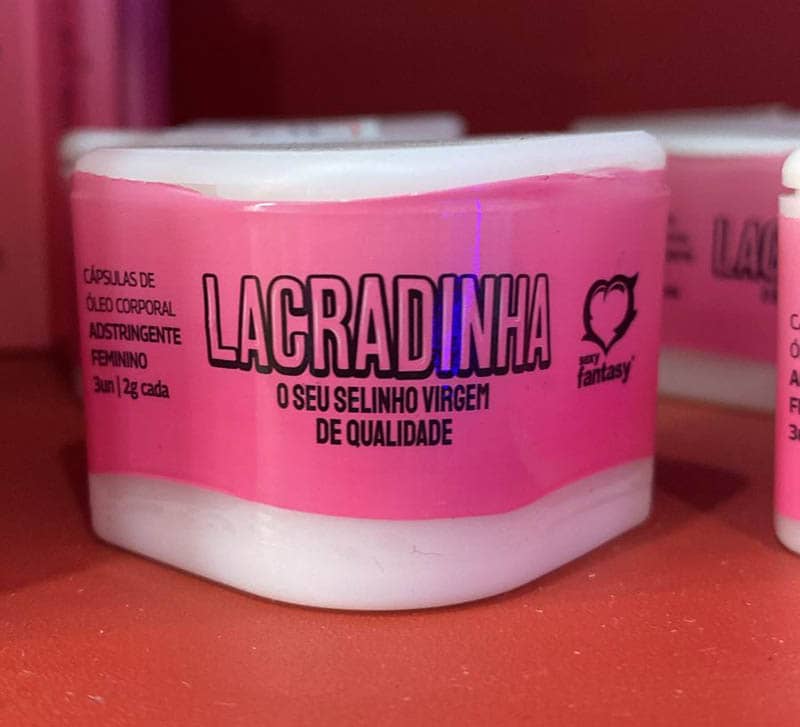 CÁPSULAS DE
ÓLEO CORPORAL
ADSTRINGENTE
FEMININO
3un | 2g cada
LACRADINHA
O SEU SELINHO VIRGEM
DE QUALIDADE
sexy
fantasy®